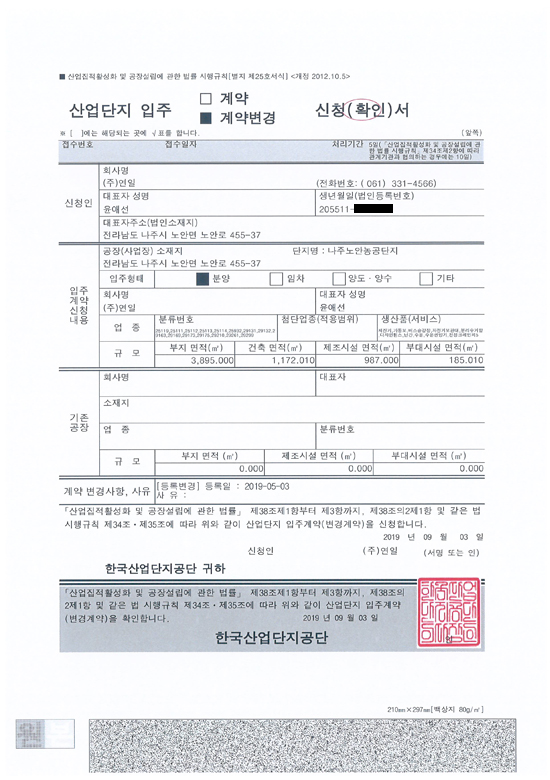 ■ 산업집적활성화 및 공장설립에 관한 법률 시행규칙[별지 제25호서식] <개정 2012.10.5>
산업단지 입주 □ 계약 ■ 계약변경 신청(확인)서
※ [ ]에는 해당되는 곳에 √표를 합니다. (앞쪽)
접수번호 접수일자 처리기간 5일(「산업집적활성화 및 공장설립에 관한 법률 시행규칙」제34조제2항에 따라 관계기관과 협의하는 경우에는 10일)
신청인
회사명
(주)연일 (전화번호: ( 061) 331-4566)
대표자 성명 생년월일(법인등록번호)
윤애선 205511-
대표자주소(법인소재지)
전라남도 나주시 노안면 노안로 455-37
입주계약신청내용
공장(사업장) 소재지 단지명 : 나주노안농공단지
전라남도 나주시 노안면 노안로 455-37
입주형태 ■ 분양 □ 임차 □ 양도·양수 □ 기타
회사명 대표자 성명
윤애선
업 종 분류번호 첨단업종(적용범위) 생산품(서비스)
규 모 부지 면적(㎡) 건축 면적(㎡) 제조시설 면적(㎡) 부대시설 면적(㎡)
3,895.000 1,172.010 987.000 185.010
기존공장
회사명 대표자
소재지
업 종 분류번호
규 모 부지 면적 (㎡) 제조시설 면적 (㎡) 부대시설 면적 (㎡)
0.000 0.000 0.000
계약 변경사항, 사유 [등록변경] 등록일 : 2019-05-03
사 유 :
「산업집적활성화 및 공장설립에 관한 법률」 제38조제1항부터 제3항까지, 제38조의2제1항 및 같은 법
시행규칙 제34조·제35조에 따라 위와 같이 산업단지 입주계약(변경계약)을 신청합니다.
2019 년 09 월 03 일
신청인 (주)연일 (서명 또는 인)
한국산업단지공단 귀하
「산업집적활성화 및 공장설립에 관한 법률」 제38조제1항부터 제3항까지, 제38조의
2제1항 및 같은 법 시행규칙 제34조·제35조에 따라 위와 같이 산업단지 입주계약
(변경계약)을 확인합니다. 2019 년 09 월 03 일
한국산업단지공단
210㎜×297㎜[백상지 80g/㎡]